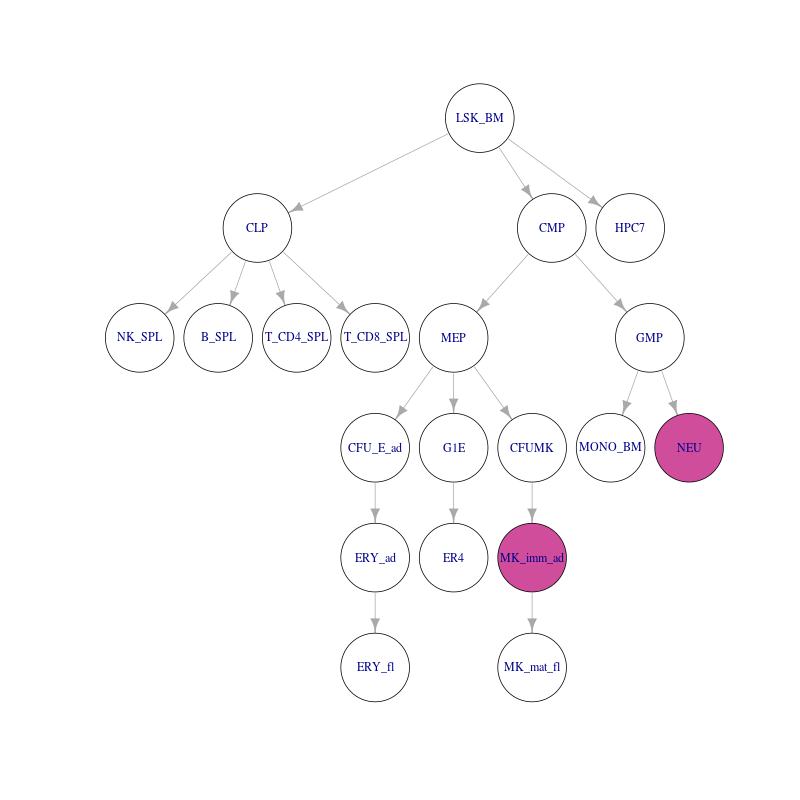 LSK_BM
CLP
CMP
HPC7
NK_SPL
B_SPL
T_CD4_SPL
T_CD8_SPL
MEP
GMP
CFU_E_ad
G1E
CFUMK
MONO_BM
NEU
ERY_ad
ER4
MK_imm_ad
ERY_fl
MK_mat_fl